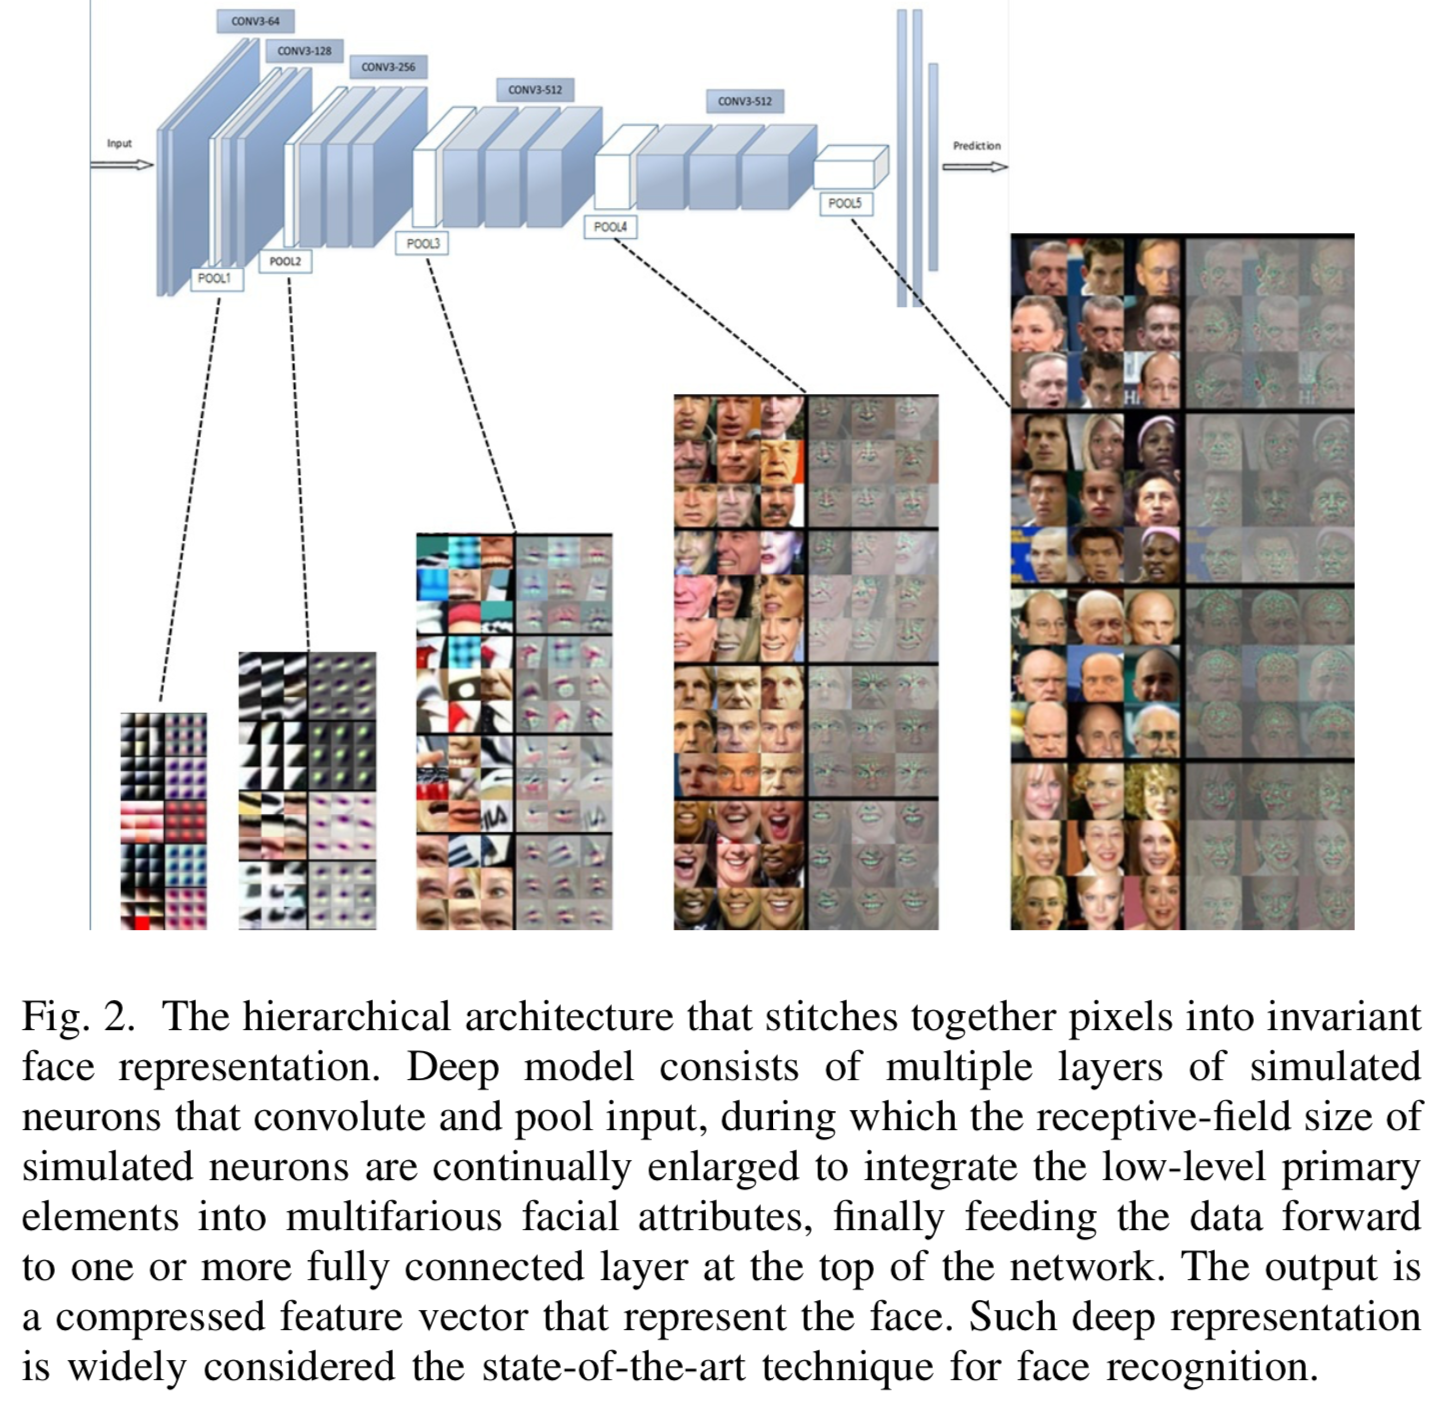 CONV3-64
CONV3-128
CONV3-256
CONV3-512
CONV3-512
Input
Prediction
POOL1
POOL2
POOL3
POOL4
POOL5
Fig. 2. The hierarchical architecture that stitches together pixels into invariant
face representation. Deep model consists of multiple layers of simulated
neurons that convolute and pool input, during which the receptive-field size of
simulated neurons are continually enlarged to integrate the low-level primary
elements into multifarious facial attributes, finally feeding the data forward
to one or more fully connected layer at the top of the network. The output is
a compressed feature vector that represent the face. Such deep representation
is widely considered the state-of-the-art technique for face recognition.